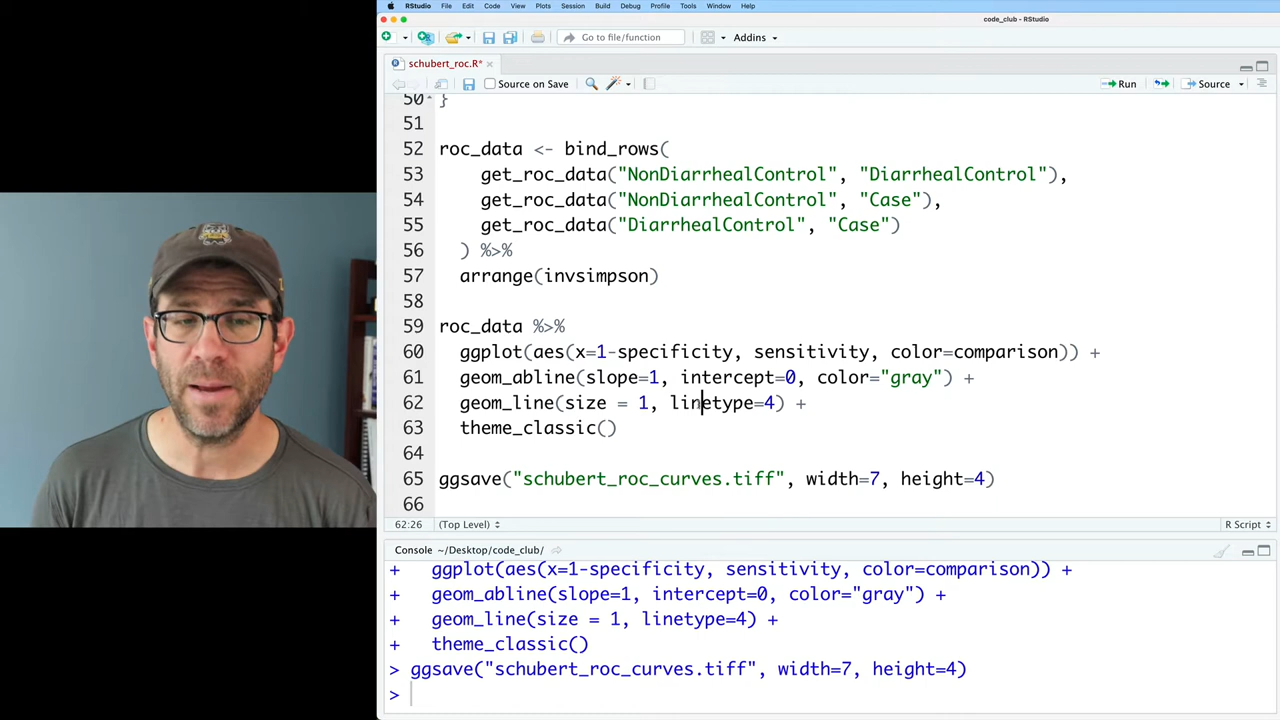 RStudio File Edit Code View Plots Session Build Debug Profile Tools Window Help
code_club - RStudio
Go to file/function Addins
schubert_roc.R*
Source on Save Run Source
50 }
51
52 roc_data <- bind_rows(
53 get_roc_data("NonDiarrhealControl", "DiarrhealControl"),
54 get_roc_data("NonDiarrhealControl", "Case"),
55 get_roc_data("DiarrhealControl", "Case")
56 ) %>%
57 arrange(invsimpson)
58
59 roc_data %>%
60 ggplot(aes(x=1-specificity, sensitivity, color=comparison)) +
61 geom_abline(slope=1, intercept=0, color="gray") +
62 geom_line(size = 1, linetype=4) +
63 theme_classic()
64
65 ggsave("schubert_roc_curves.tiff", width=7, height=4)
66
62:26 (Top Level) R Script
Console ~/Desktop/code_club/
+ ggplot(aes(x=1-specificity, sensitivity, color=comparison)) +
+ geom_abline(slope=1, intercept=0, color="gray") +
+ geom_line(size = 1, linetype=4) +
+ theme_classic()
> ggsave("schubert_roc_curves.tiff", width=7, height=4)
>